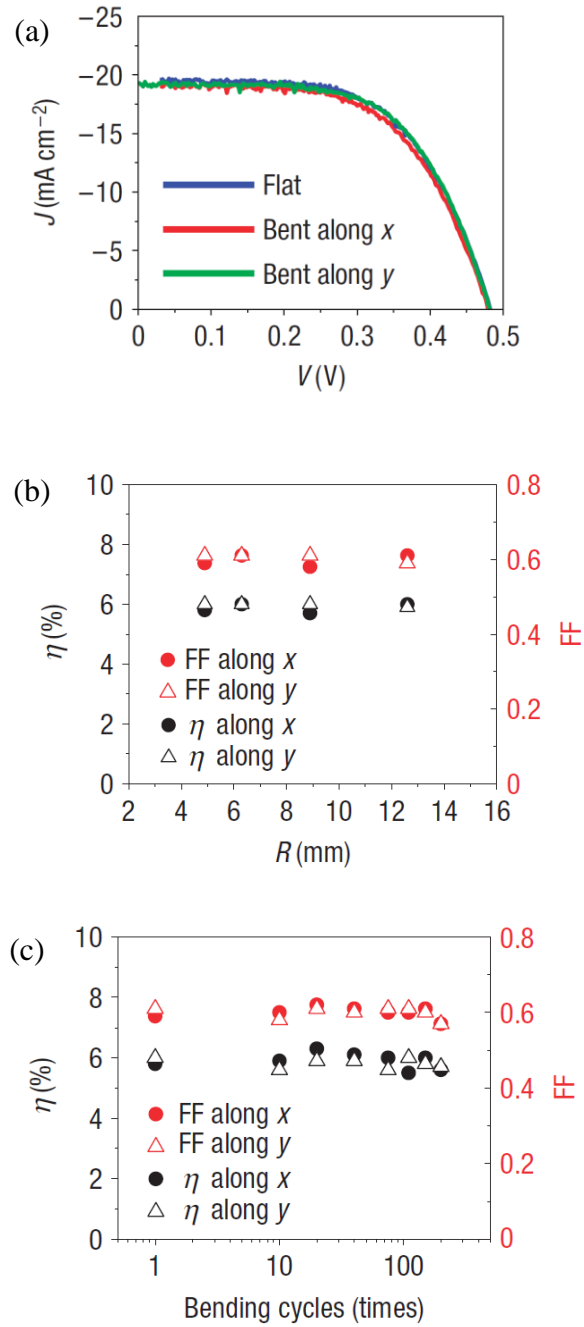 (a)
−25
−20
−15
−10
−5
0
J (mA cm−2)
Flat
Bent along x
Bent along y
0 0.1 0.2 0.3 0.4 0.5
V (V)
(b)
10
8
6
4
2
0
η (%)
0.8
0.6
0.4
0.2
0
FF
FF along x
FF along y
η along x
η along y
2 4 6 8 10 12 14 16
R (mm)
(c)
10
8
6
4
2
0
η (%)
0.8
0.6
0.4
0.2
0
FF
FF along x
FF along y
η along x
η along y
1 10 100
Bending cycles (times)